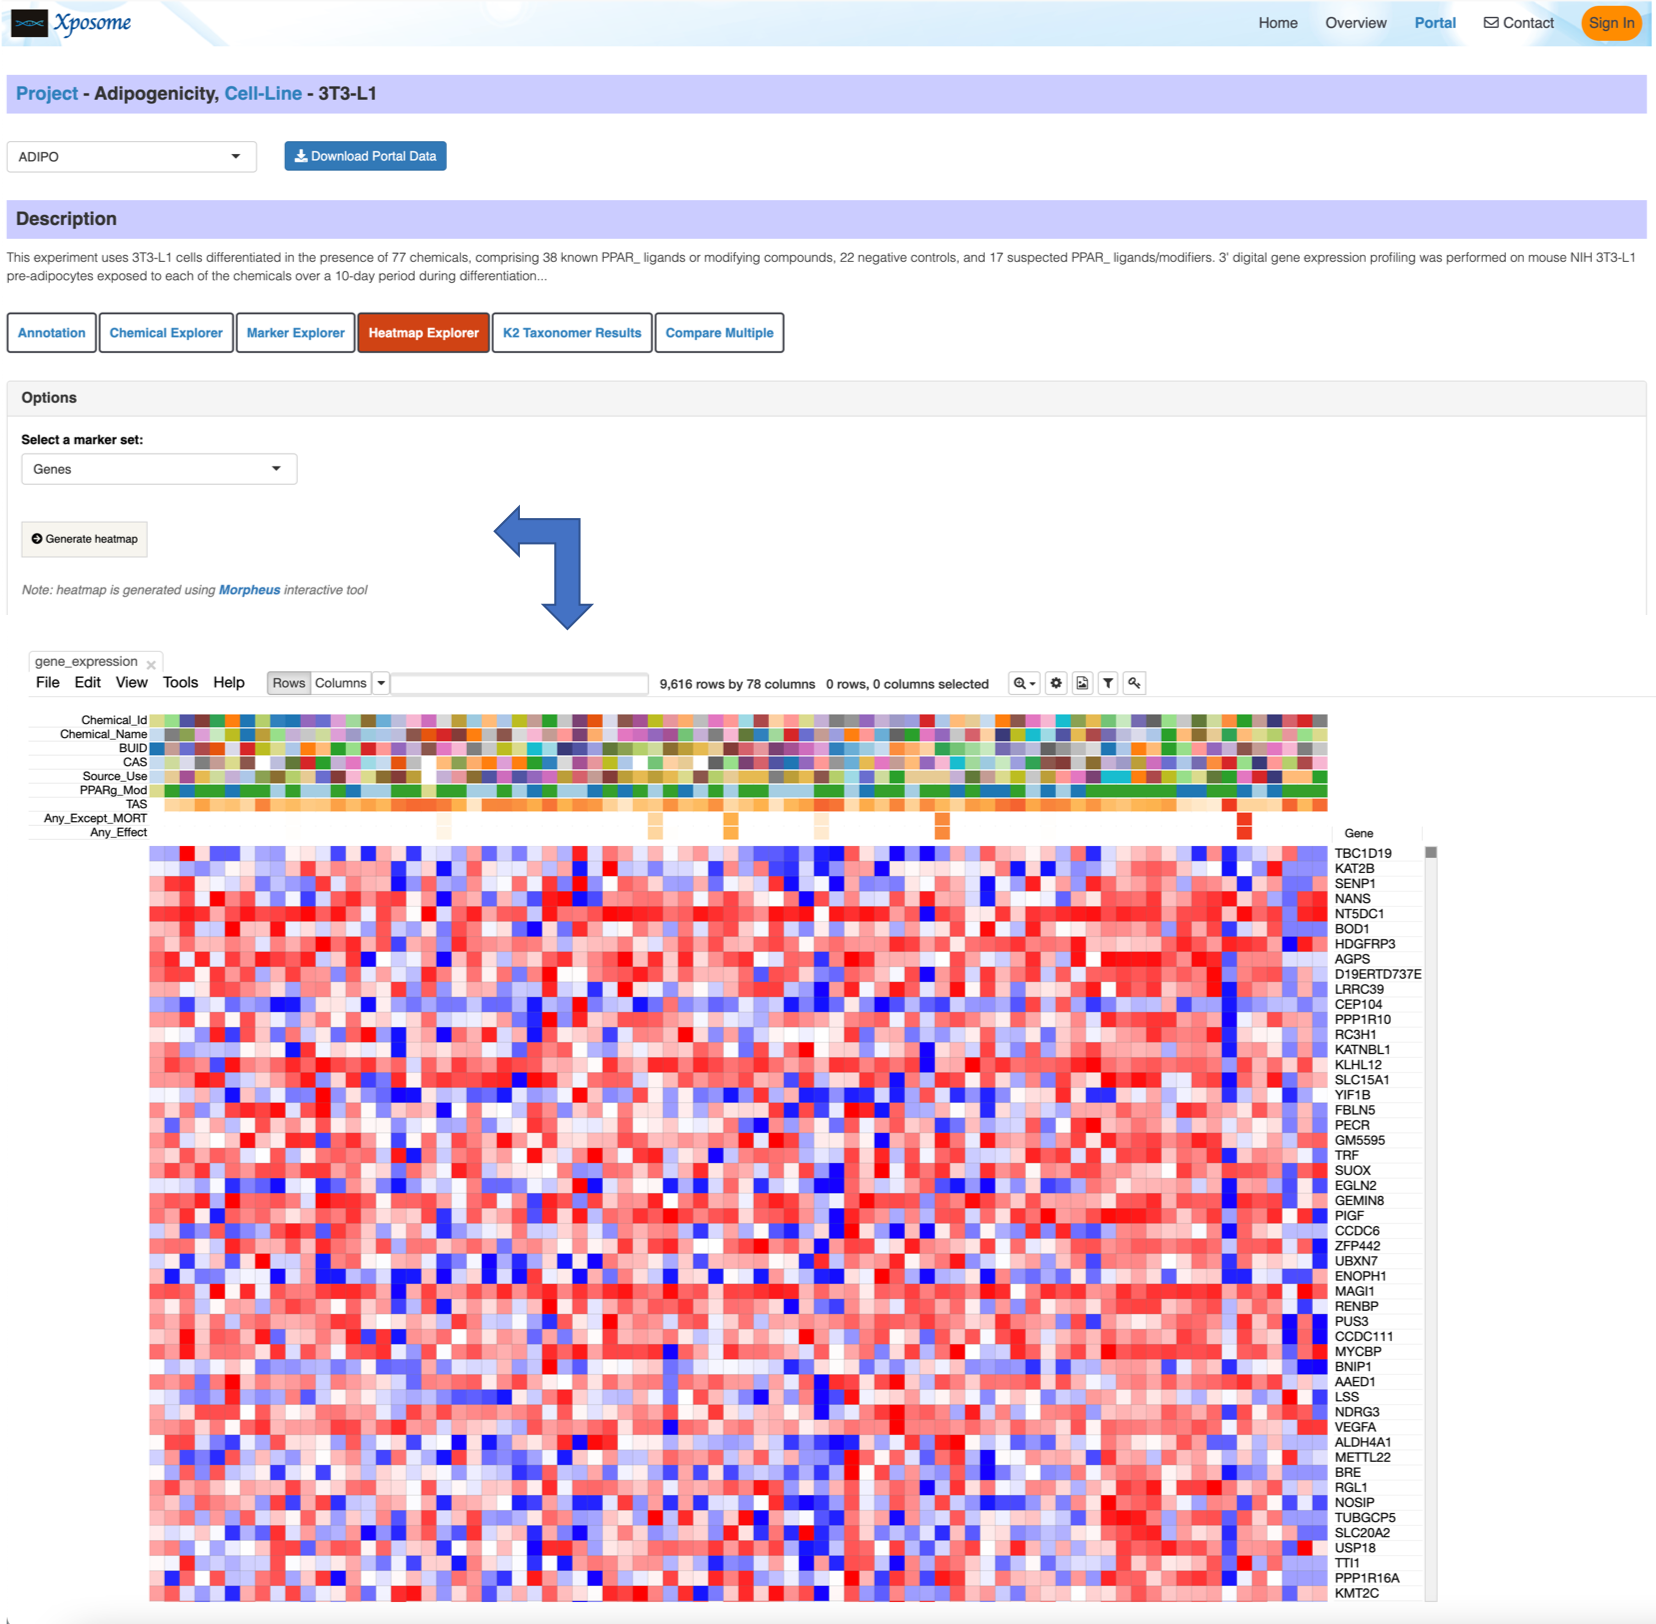 Xposome
Home Overview Portal Contact Sign In
Project - Adipogenicity, Cell-Line - 3T3-L1
ADIPO
Download Portal Data
Description
This experiment uses 3T3-L1 cells differentiated in the presence of 77 chemicals, comprising 38 known PPAR_ ligands or modifying compounds, 22 negative controls, and 17 suspected PPAR_ ligands/modifiers. 3' digital gene expression profiling was performed on mouse NIH 3T3-L1
pre-adipocytes exposed to each of the chemicals over a 10-day period during differentiation...
Annotation Chemical Explorer Marker Explorer Heatmap Explorer K2 Taxonomer Results Compare Multiple
Options
Select a marker set:
Genes
Generate heatmap
Note: heatmap is generated using Morpheus interactive tool
gene_expression
File Edit View Tools Help Rows Columns 9,616 rows by 78 columns 0 rows, 0 columns selected
Chemical_Id
Chemical_Name
BUID
CAS
Source_Use
PPARg_Mod
TAS
Any_Except_MORT
Any_Effect
Gene
TBC1D19
KAT2B
SENP1
NANS
NT5DC1
BOD1
HDGFRP3
AGPS
D19ERTD737E
LRRC39
CEP104
PPP1R10
RC3H1
KATNBL1
KLHL12
SLC15A1
YIF1B
FBLN5
PECR
GM5595
TRF
SUOX
EGLN2
GEMIN8
PIGF
CCDC6
ZFP442
UBXN7
ENOPH1
MAGI1
RENBP
PUS3
CCDC111
MYCBP
BNIP1
AAED1
LSS
NDRG3
VEGFA
ALDH4A1
METTL22
BRE
RGL1
NOSIP
TUBGCP5
SLC20A2
USP18
TTI1
PPP1R16A
KMT2C